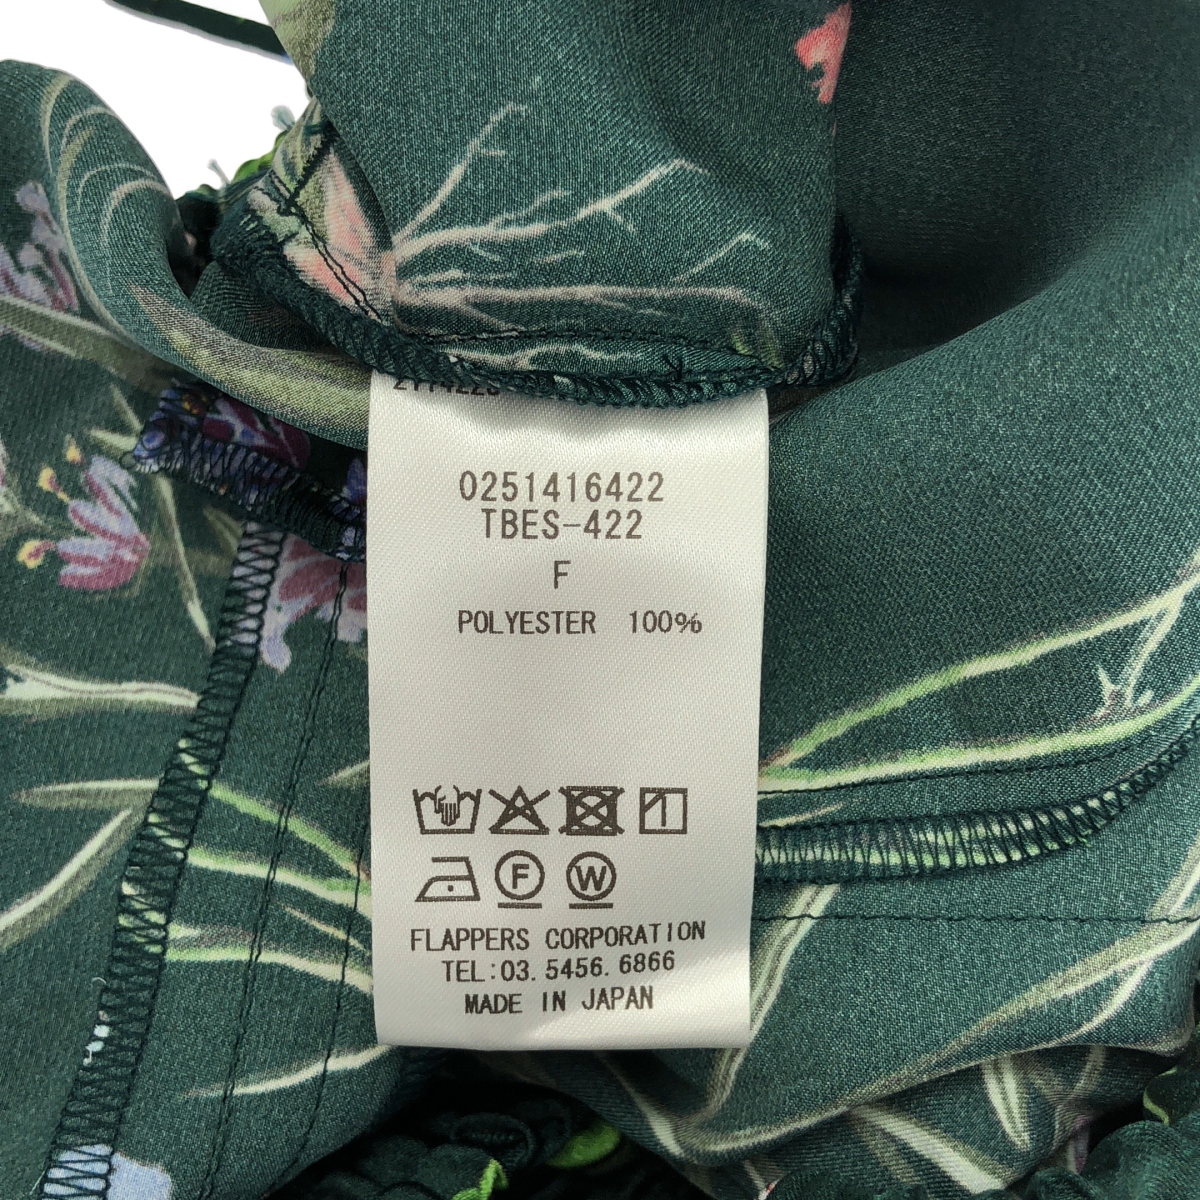 0251416422
TBES-422
F
POLYESTER 100%
F W
FLAPPERS CORPORATION
TEL:03.5456.6866
MADE IN JAPAN